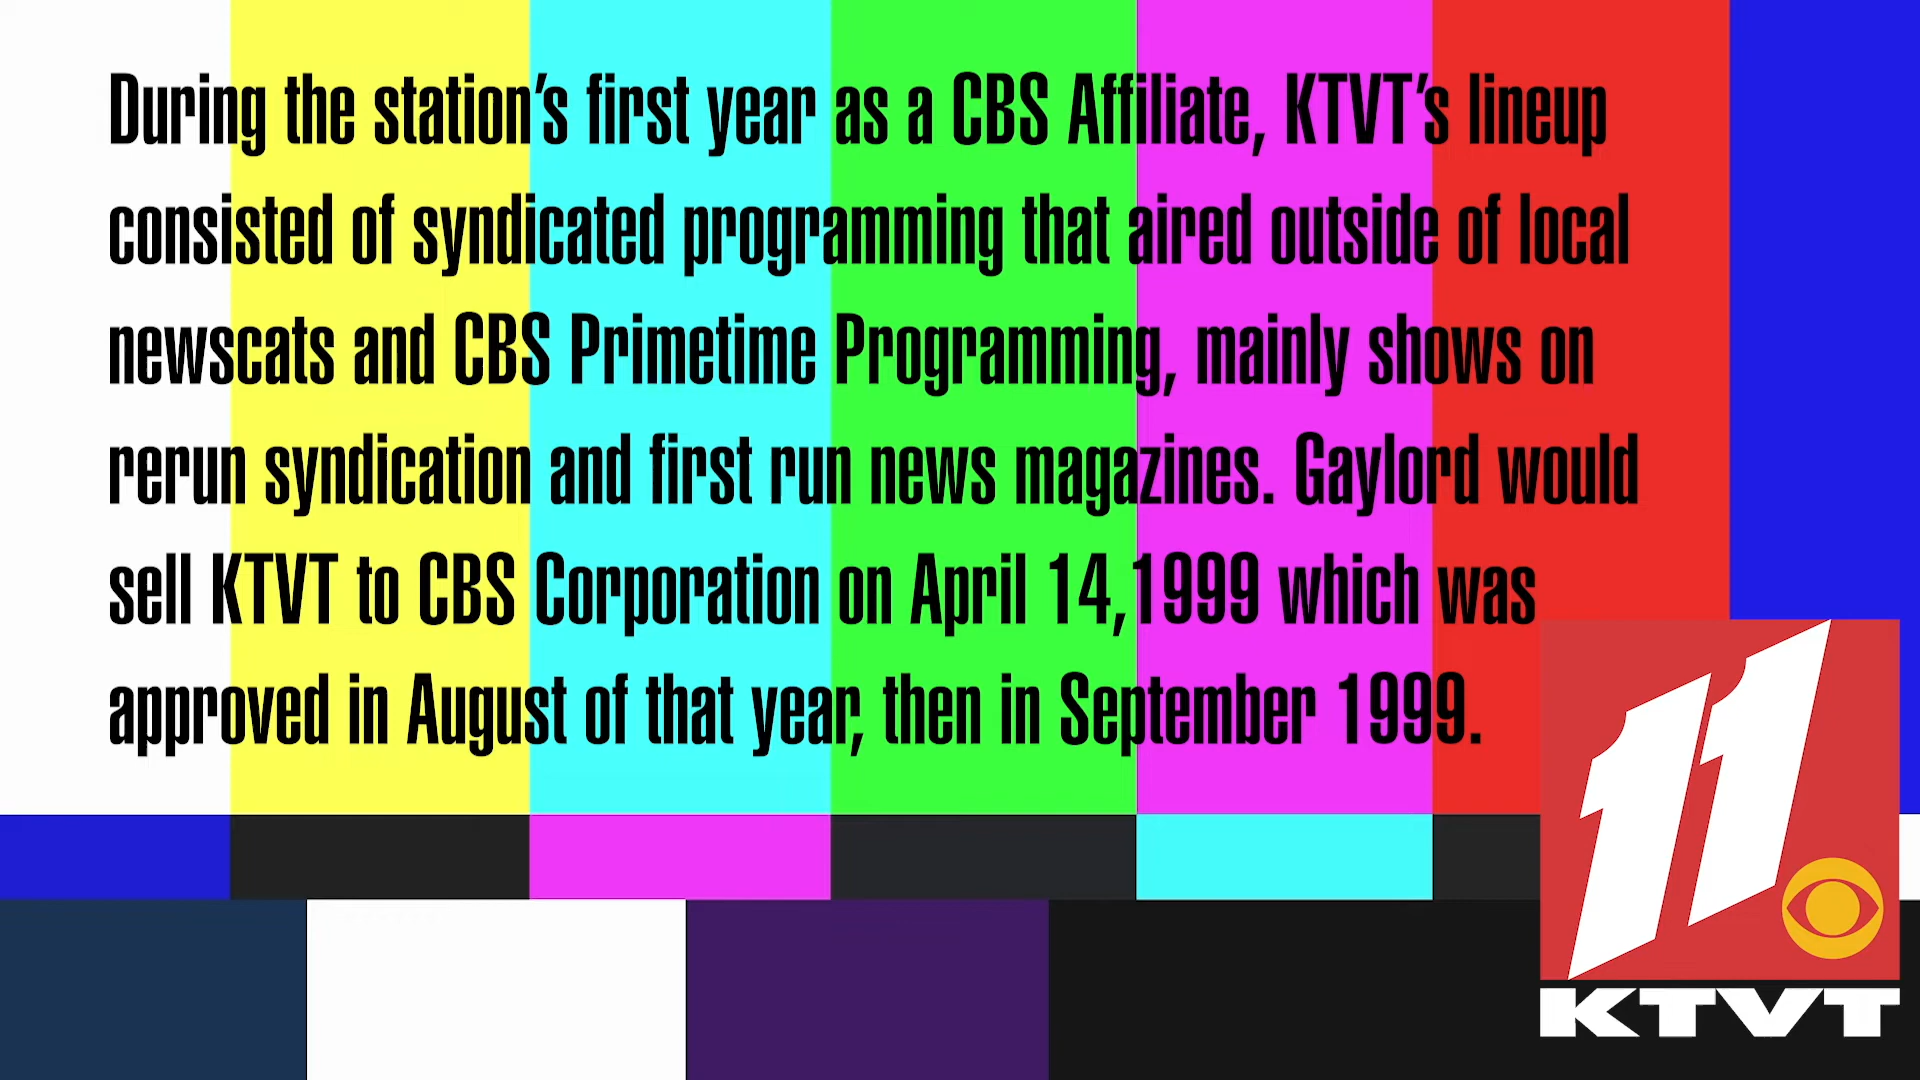 During the station’s first year as a CBS Affiliate, KTVT’s lineup
consisted of syndicated programming that aired outside of local
newscats and CBS Primetime Programming, mainly shows on
rerun syndication and first run news magazines. Gaylord would
sell KTVT to CBS Corporation on April 14,1999 which was
approved in August of that year, then in September 1999.
11
KTVT